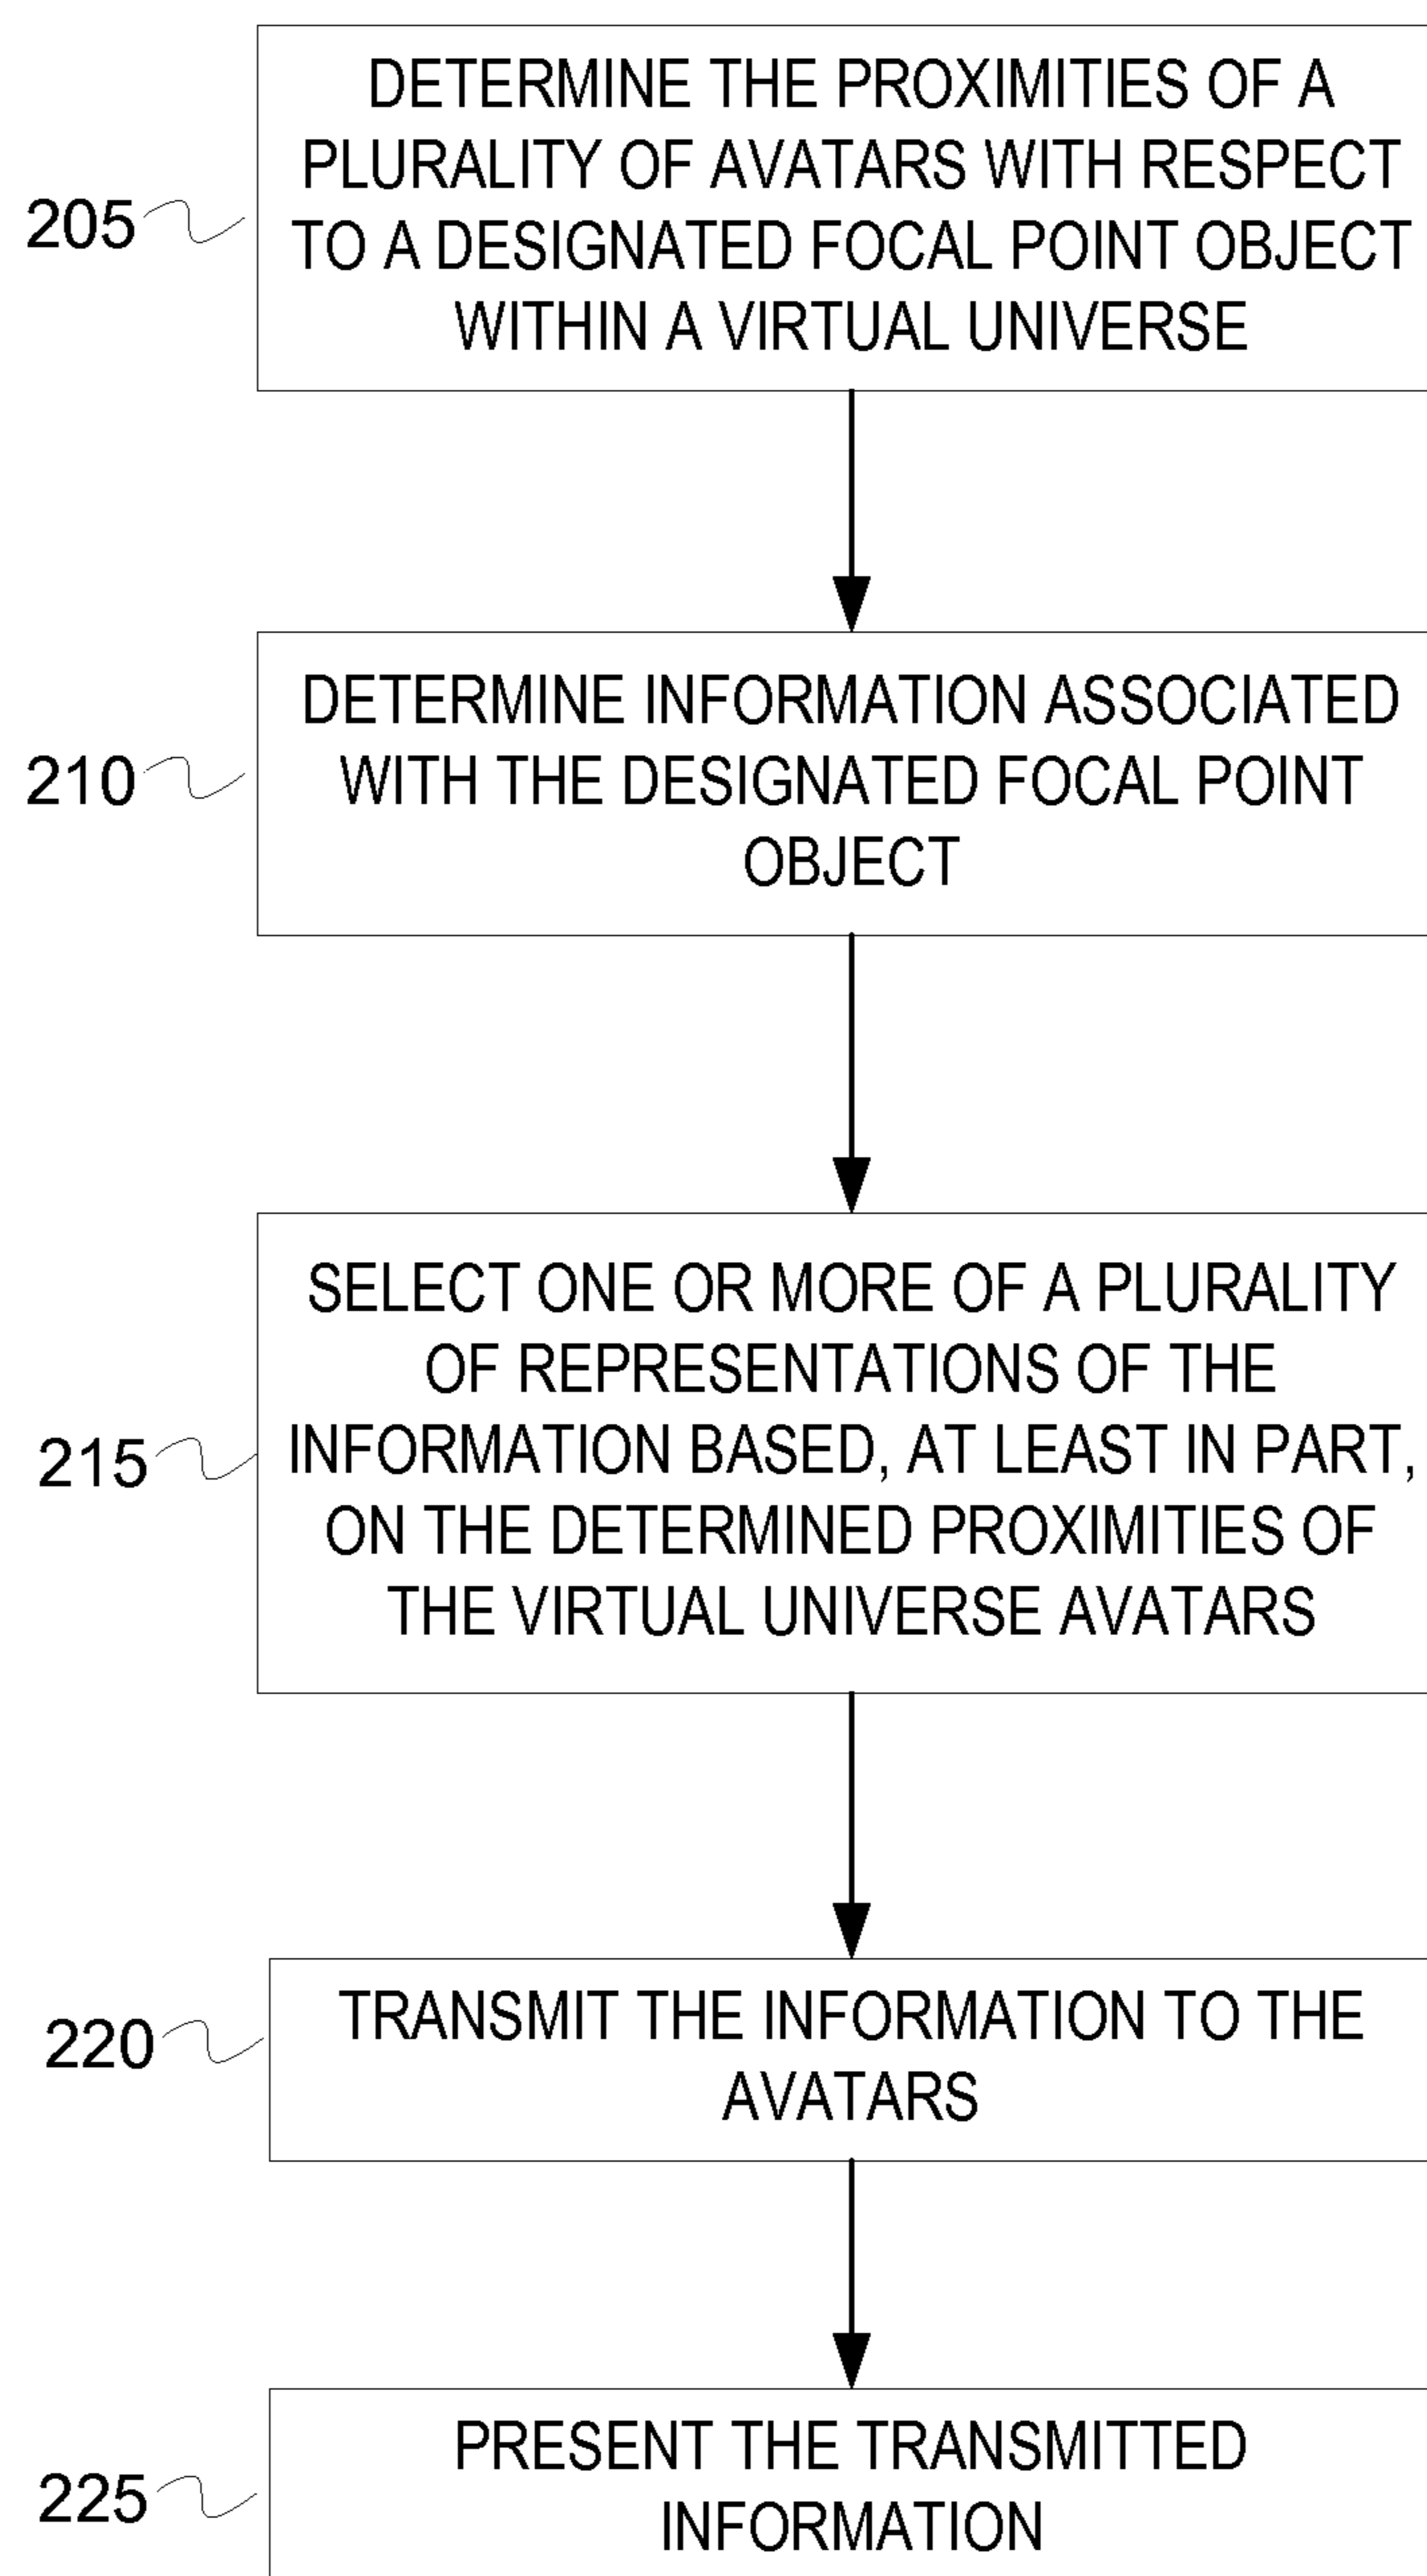 DETERMINE THE PROXIMITIES OF A
PLURALITY OF AVATARS WITH RESPECT
TO A DESIGNATED FOCAL POINT OBJECT
WITHIN A VIRTUAL UNIVERSE
205
DETERMINE INFORMATION ASSOCIATED
WITH THE DESIGNATED FOCAL POINT
OBJECT
210
SELECT ONE OR MORE OF A PLURALITY
OF REPRESENTATIONS OF THE
INFORMATION BASED, AT LEAST IN PART,
ON THE DETERMINED PROXIMITIES OF
THE VIRTUAL UNIVERSE AVATARS
215
TRANSMIT THE INFORMATION TO THE
AVATARS
220
PRESENT THE TRANSMITTED
INFORMATION
225